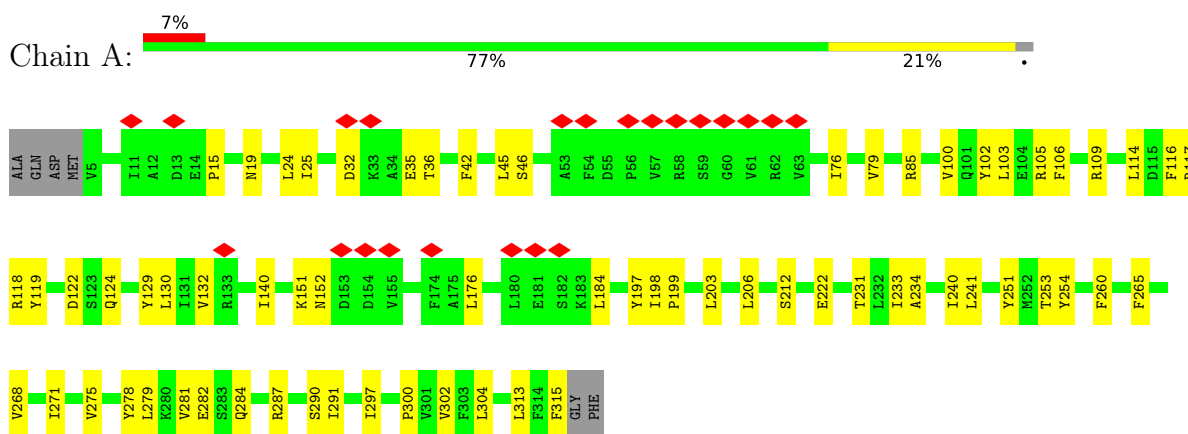 7%
Chain A:
77% 21% •
ALA GLN ASP MET V5 I11 A12 D13 E14 P15 N19 L24 I25 D32 K33 A34 E35 T36 F42 L45 S46 A53 F54 D55 P56 V57 R58 S59 G60 V61 R62 V63 I76 V79 R85 V100 Q101 Y102 L103 E104 R105 F106 R109 L114 D115 F116
R118 Y119 D122 S123 Q124 Y129 L130 I131 V132 R133 I140 K151 N152 D153 D154 V155 F174 A175 L176 L180 E181 S182 K183 L184 Y197 I198 P199 L203 L206 S212 E222 T231 L232 I233 A234 I240 L241 Y251 M252 T253 Y254 F260 F265
V268 I271 V275 Y278 L279 K280 V281 E282 S283 Q284 R287 S290 I291 I297 P300 V301 V302 F303 L304 L313 F314 F315 GLY PHE